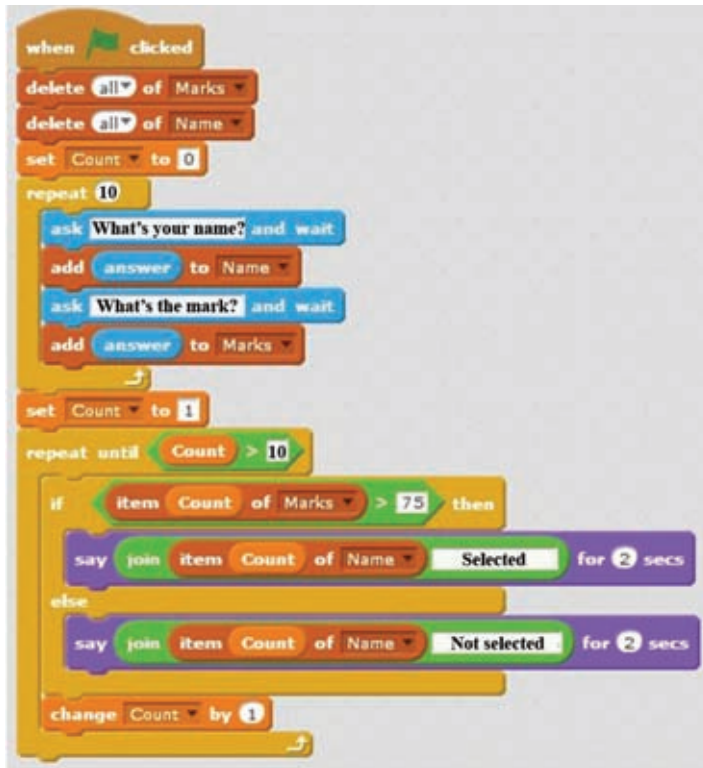 when clicked
delete all of Marks
delete all of Name
set Count to 0
repeat 10
ask What's your name? and wait
add answer to Name
ask What's the mark? and wait
add answer to Marks
set Count to 1
repeat until Count > 10
if item Count of Marks > 75 then
say join item Count of Name Selected for 2 secs
else
say join item Count of Name Not selected for 2 secs
change Count by 1